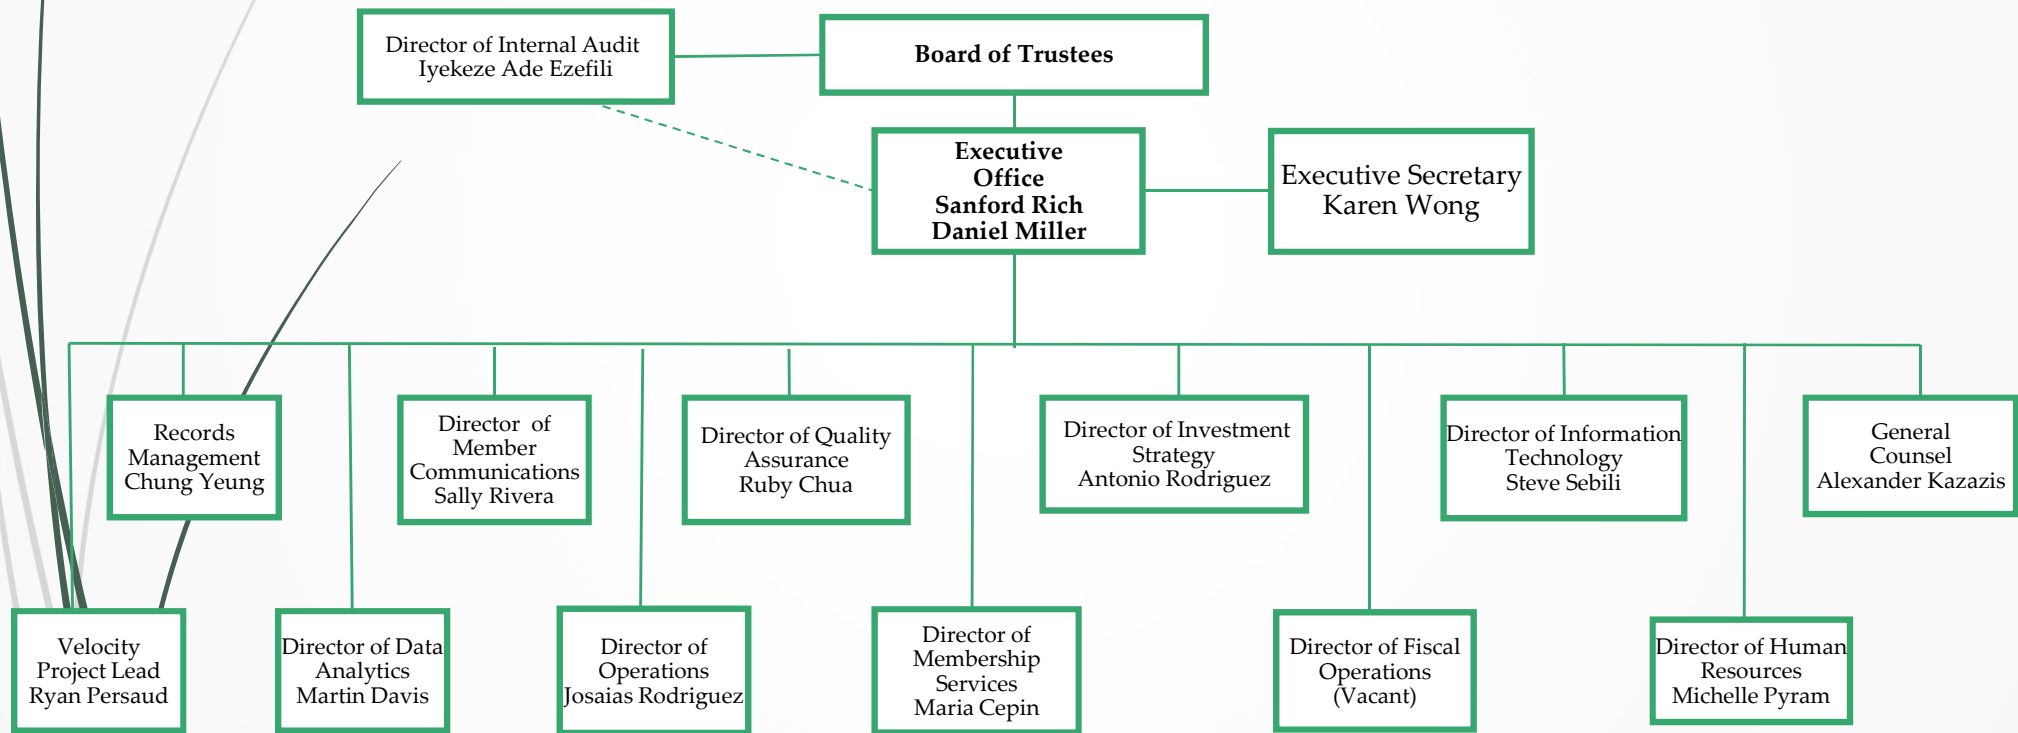 Director of Internal Audit
Iyekeze Ade Ezefili
Board of Trustees
Executive
Office
Sanford Rich
Daniel Miller
Executive Secretary
Karen Wong
Records
Management
Chung Yeung
Director of
Member
Communications
Sally Rivera
Director of Quality
Assurance
Ruby Chua
Director of Investment
Strategy
Antonio Rodriguez
Director of Information
Technology
Steve Sebili
General
Counsel
Alexander Kazazis
Velocity
Project Lead
Ryan Persaud
Director of Data
Analytics
Martin Davis
Director of
Operations
Josaias Rodriguez
Director of
Membership
Services
Maria Cepin
Director of Fiscal
Operations
(Vacant)
Director of Human
Resources
Michelle Pyram